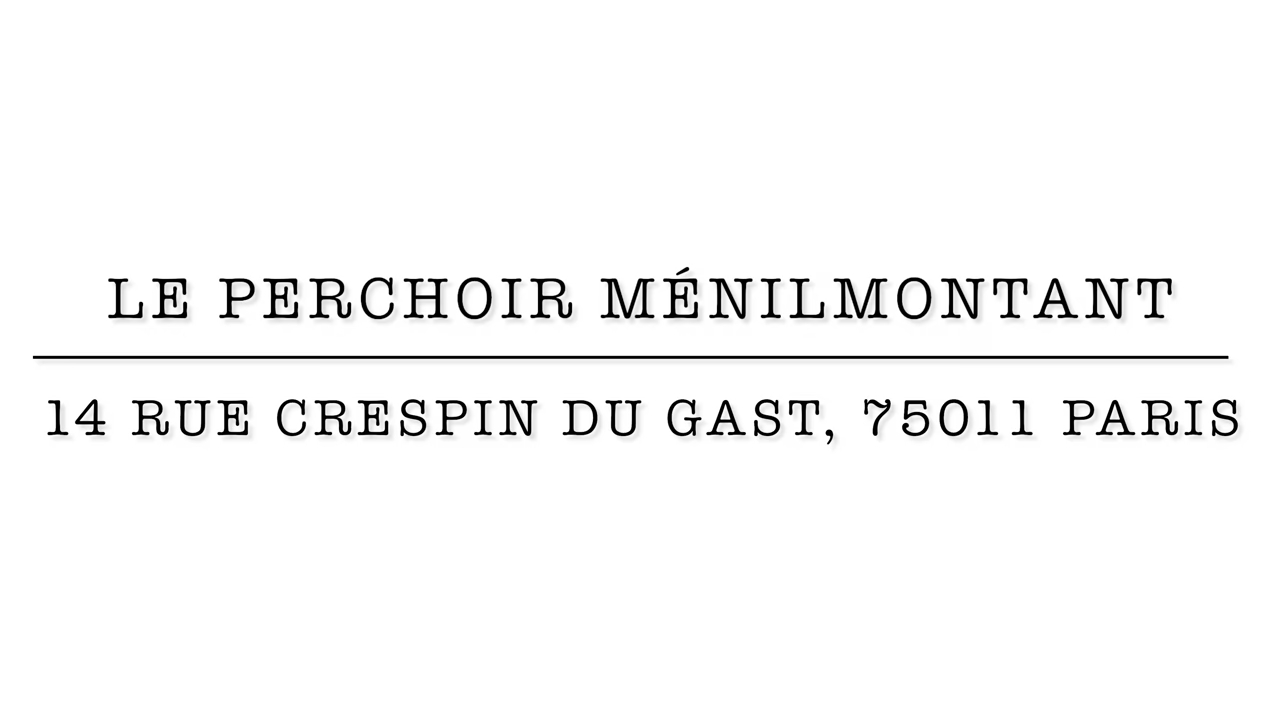 LE PERCHOIR MÉNILMONTANT
14 RUE CRESPIN DU GAST, 75011 PARIS